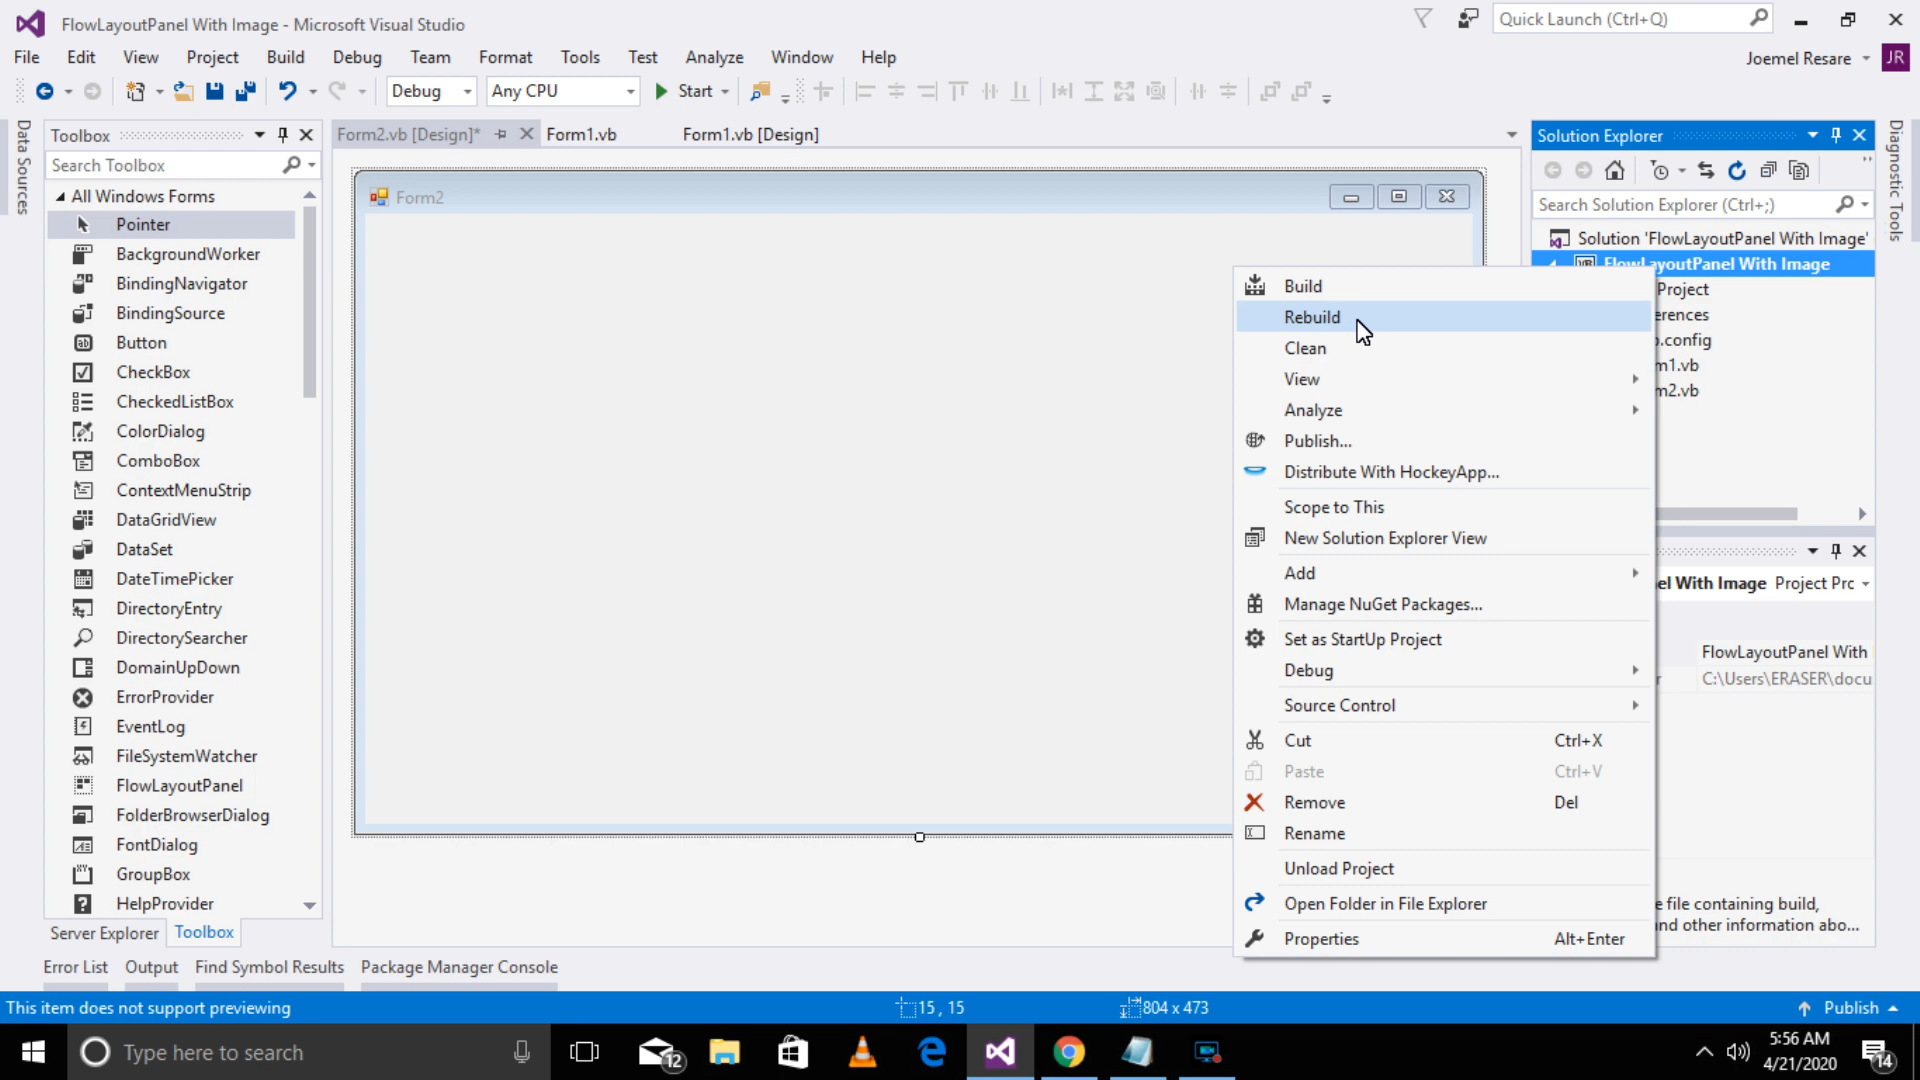 FlowLayoutPanel With Image - Microsoft Visual Studio
Quick Launch (Ctrl+Q)
File Edit View Project Build Debug Team Format Tools Test Analyze Window Help
Joemel Resare JR
Debug Any CPU Start
Data Sources
Toolbox
Search Toolbox
All Windows Forms
Pointer
BackgroundWorker
BindingNavigator
BindingSource
Button
CheckBox
CheckedListBox
ColorDialog
ComboBox
ContextMenuStrip
DataGridView
DataSet
DateTimePicker
DirectoryEntry
DirectorySearcher
DomainUpDown
ErrorProvider
EventLog
FileSystemWatcher
FlowLayoutPanel
FolderBrowserDialog
FontDialog
GroupBox
HelpProvider
Server Explorer Toolbox
Form2.vb [Design]* Form1.vb Form1.vb [Design]
Form2
Build
Rebuild
Clean
View
Analyze
Publish...
Distribute With HockeyApp...
Scope to This
New Solution Explorer View
Add
Manage NuGet Packages...
Set as StartUp Project
Debug
Source Control
Cut Ctrl+X
Paste Ctrl+V
Remove Del
Rename
Unload Project
Open Folder in File Explorer
Properties Alt+Enter
Solution Explorer
Search Solution Explorer (Ctrl+;)
Solution 'FlowLayoutPanel With Image'
FlowLayoutPanel With Image
Project
erences
.config
m1.vb
m2.vb
el With Image Project Prc
FlowLayoutPanel With
r C:\Users\ERASER\docu
e file containing build,
nd other information abo...
Diagnostic Tools
Error List Output Find Symbol Results Package Manager Console
This item does not support previewing 15 , 15 804 x 473 Publish
Type here to search
12
5:56 AM
4/21/2020
14